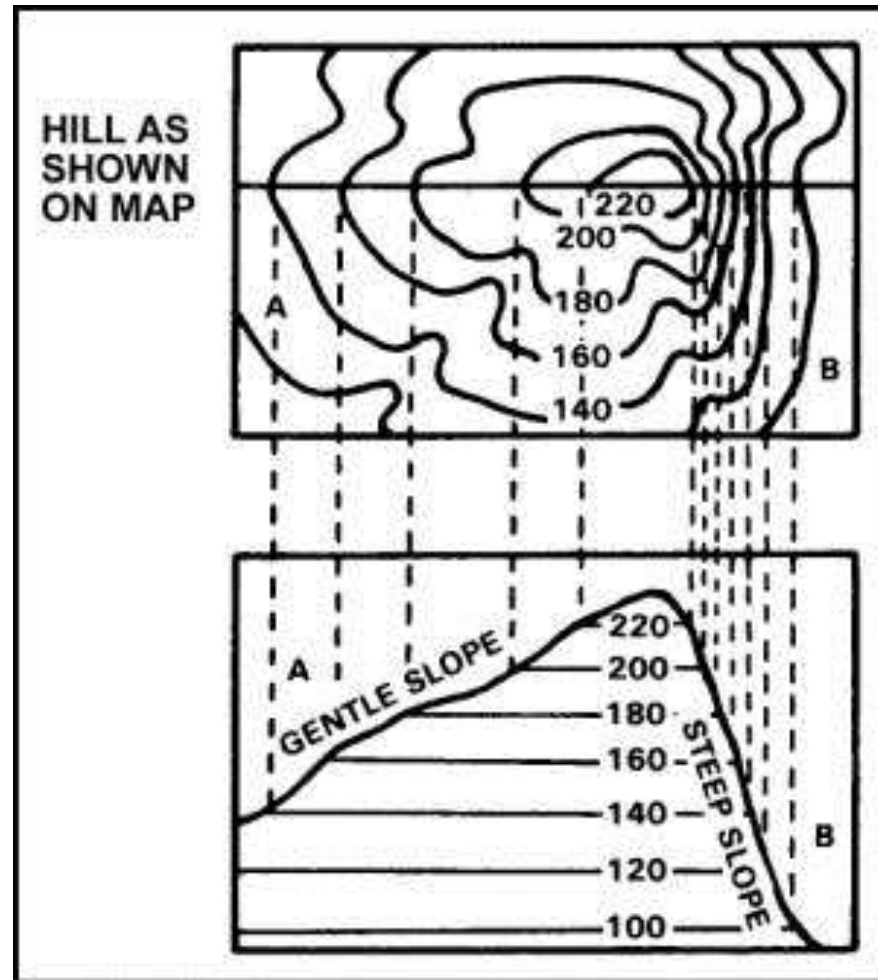 HILL AS
SHOWN
ON MAP
220
200
A
180
160
B
140
220
A
200
GENTLE SLOPE
180
STEEP SLOPE
160
140
B
120
100